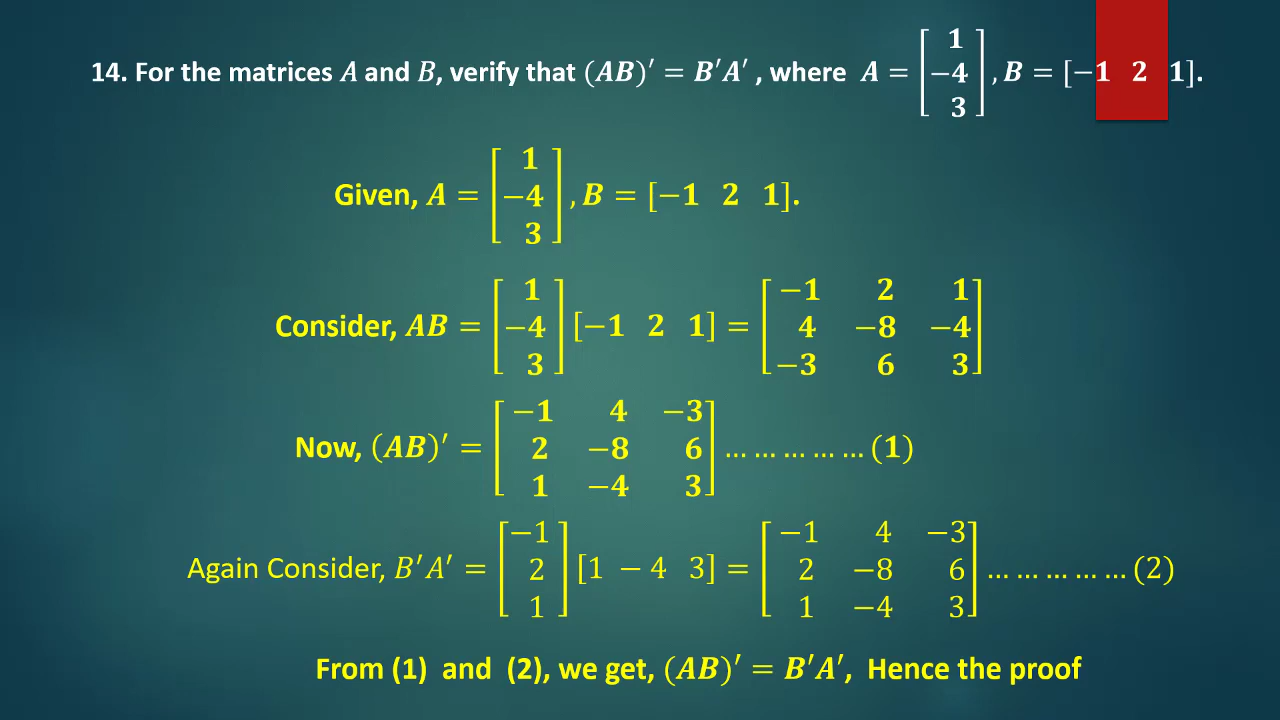 14. For the matrices A and B, verify that (AB)′ = B′A′ , where A = [1; −4; 3] , B = [−1 2 1].
Given, A = [1; −4; 3] , B = [−1 2 1].
Consider, AB = [1; −4; 3] [−1 2 1] = [−1 2 1; 4 −8 −4; −3 6 3]
Now, (AB)′ = [−1 4 −3; 2 −8 6; 1 −4 3] … … … … … (1)
Again Consider, B′A′ = [−1; 2; 1] [1 −4 3] = [−1 4 −3; 2 −8 6; 1 −4 3] … … … … … (2)
From (1) and (2), we get, (AB)′ = B′A′, Hence the proof